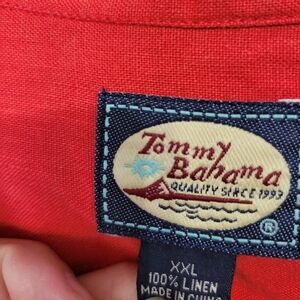 Tommy
Bahama
QUALITY SINCE 1993
®
XXL
100% LINEN
MADE IN CHINA